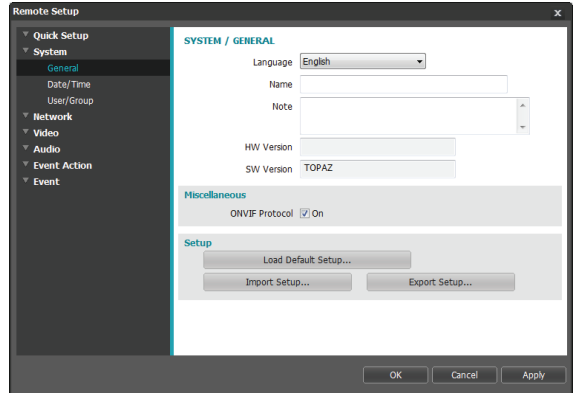 Remote Setup
x
Quick Setup
System
General
Date/Time
User/Group
Network
Video
Audio
Event Action
Event
SYSTEM / GENERAL
Language English
Name
Note
HW Version
SW Version TOPAZ
Miscellaneous
ONVIF Protocol On
Setup
Load Default Setup...
Import Setup... Export Setup...
OK Cancel Apply